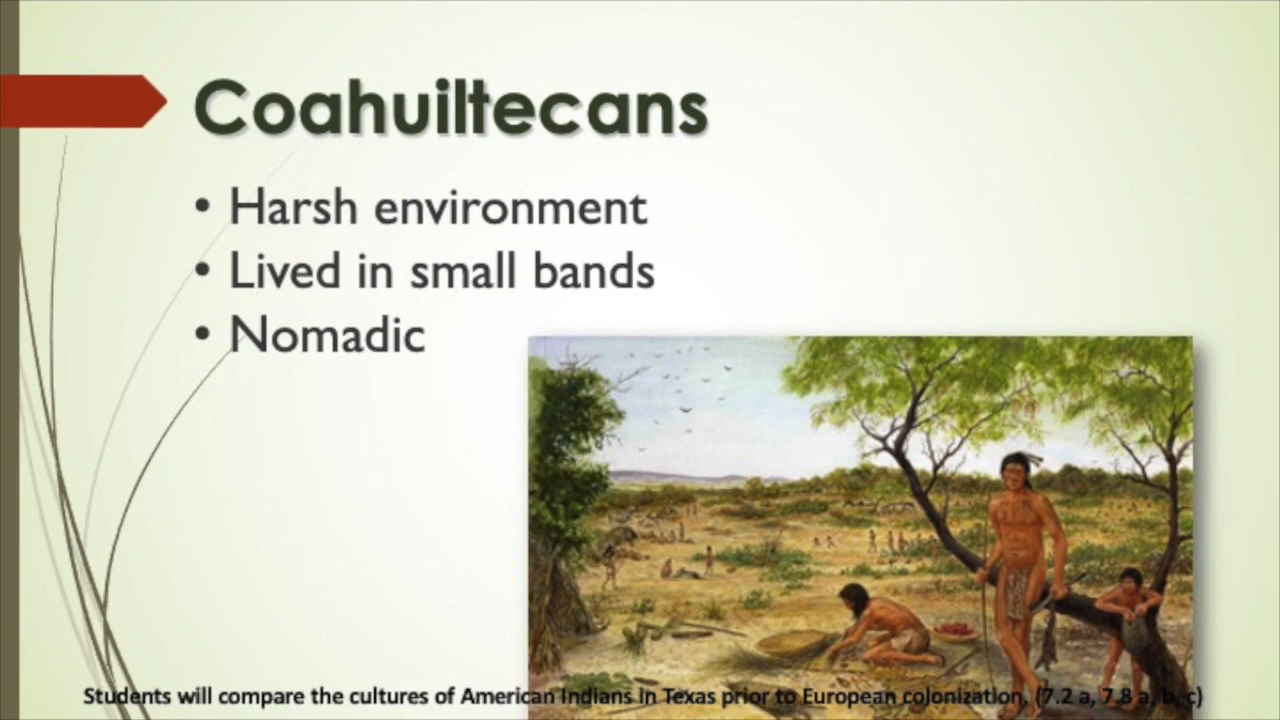 Coahuiltecans
• Harsh environment
• Lived in small bands
• Nomadic
Students will compare the cultures of American Indians in Texas prior to European colonization. (7.2 a, 7.8 a, b, c)